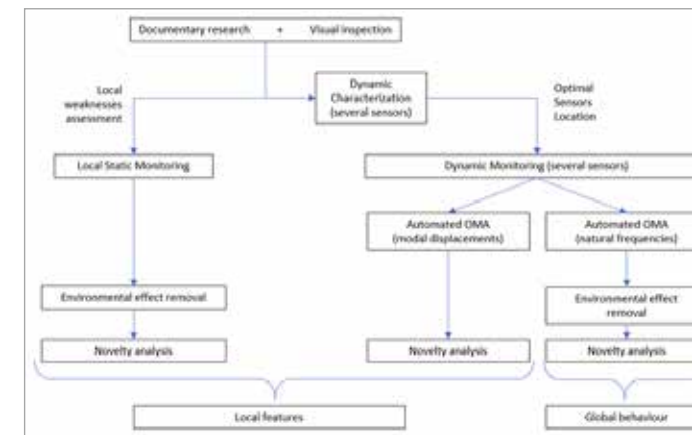 Documentary research + Visual inspection
Local
weaknesses
assessment
Dynamic
Characterization
(several sensors)
Optimal
Sensors
Location
Local Static Monitoring
Dynamic Monitoring (several sensors)
Automated OMA
(modal displacements)
Automated OMA
(natural frequencies)
Environmental effect removal
Environmental effect
removal
Novelty analysis
Novelty analysis
Novelty analysis
Local features
Global behaviour